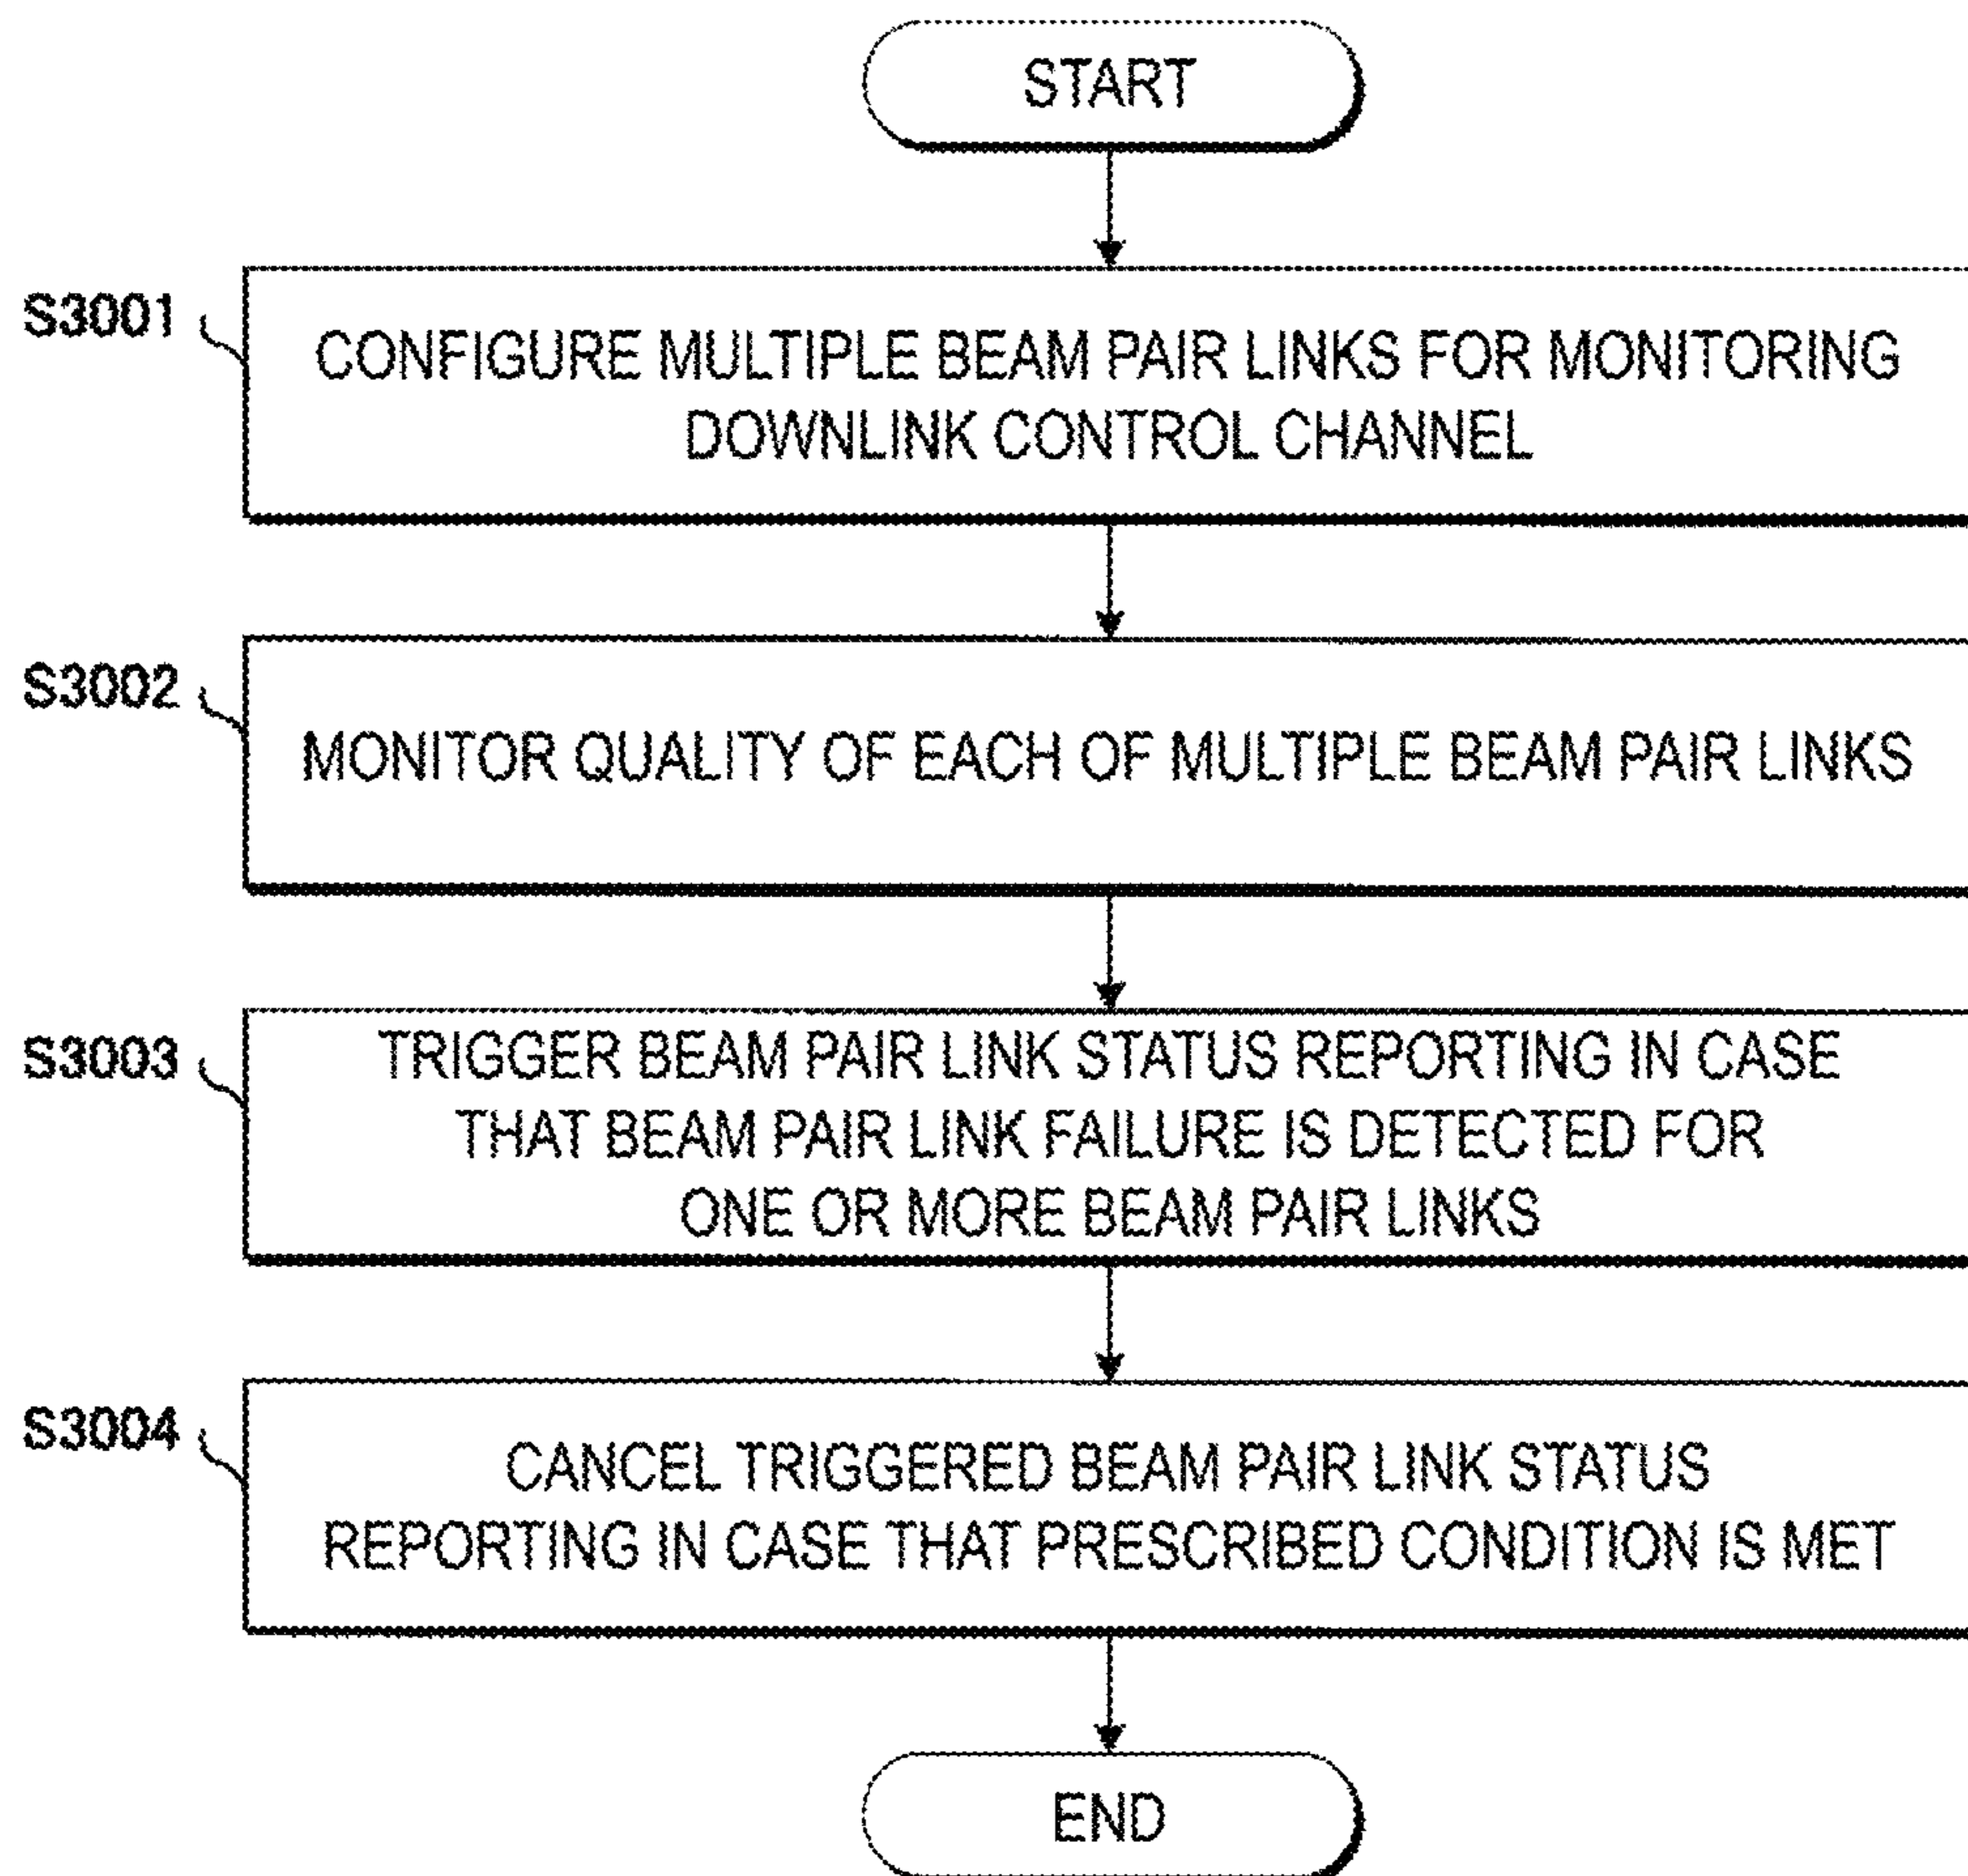 START
S3001
CONFIGURE MULTIPLE BEAM PAIR LINKS FOR MONITORING
DOWNLINK CONTROL CHANNEL
S3002
MONITOR QUALITY OF EACH OF MULTIPLE BEAM PAIR LINKS
S3003
TRIGGER BEAM PAIR LINK STATUS REPORTING IN CASE
THAT BEAM PAIR LINK FAILURE IS DETECTED FOR
ONE OR MORE BEAM PAIR LINKS
S3004
CANCEL TRIGGERED BEAM PAIR LINK STATUS
REPORTING IN CASE THAT PRESCRIBED CONDITION IS MET
END